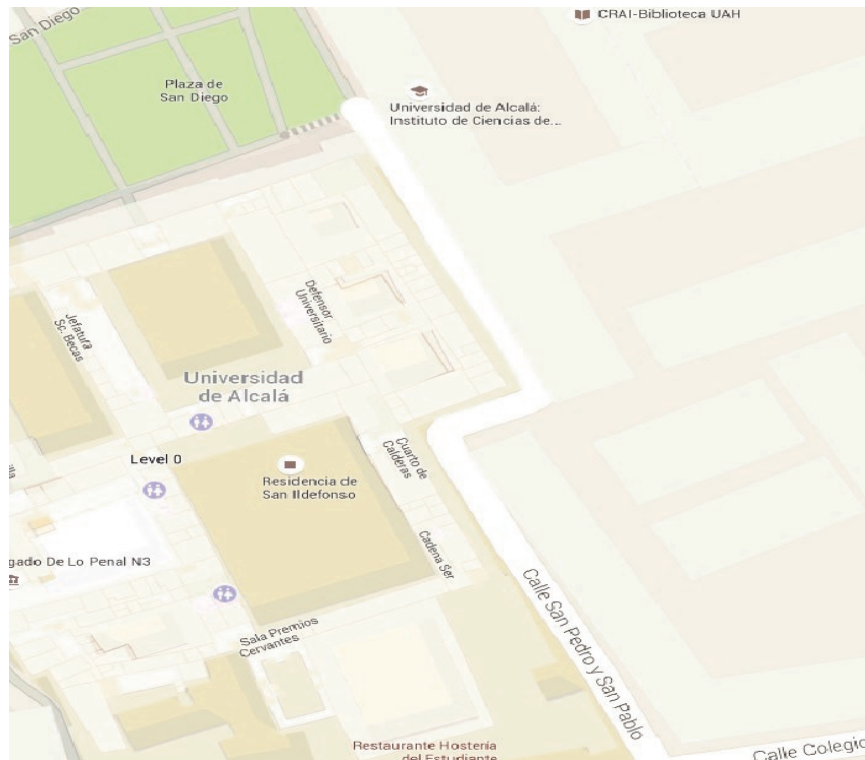 San Diego
CRAI-Biblioteca UAH
Plaza de
San Diego
Universidad de Alcalá:
Instituto de Ciencias de...
Defensor
Universitario
Jefatura
Sc. Becas
Universidad
de Alcalá
Level 0
Cuarto de
Calderas
Residencia de
San Ildefonso
Cadena Ser
gado De Lo Penal N3
Calle San Pedro y San Pablo
Sala Premios
Cervantes
Restaurante Hostería
del Estudiante
Calle Colegio